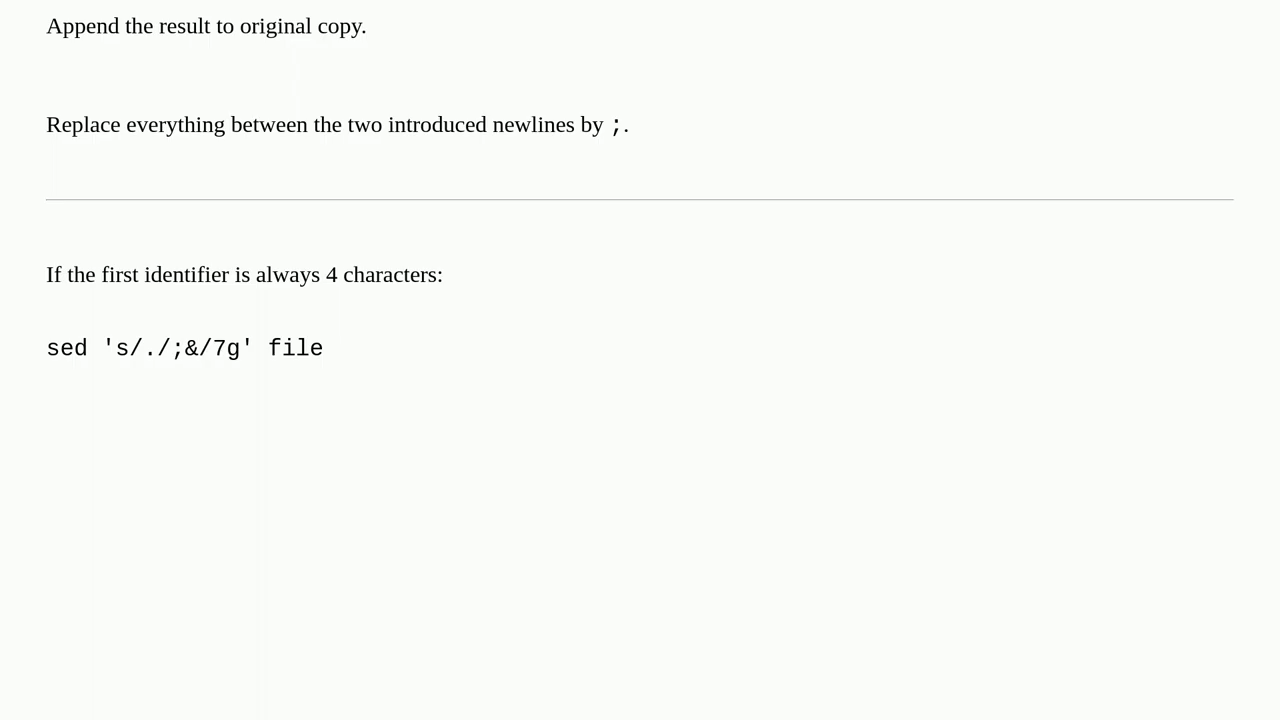 Append the result to original copy.
Replace everything between the two introduced newlines by ;.
If the first identifier is always 4 characters:
sed 's/./;&/7g' file